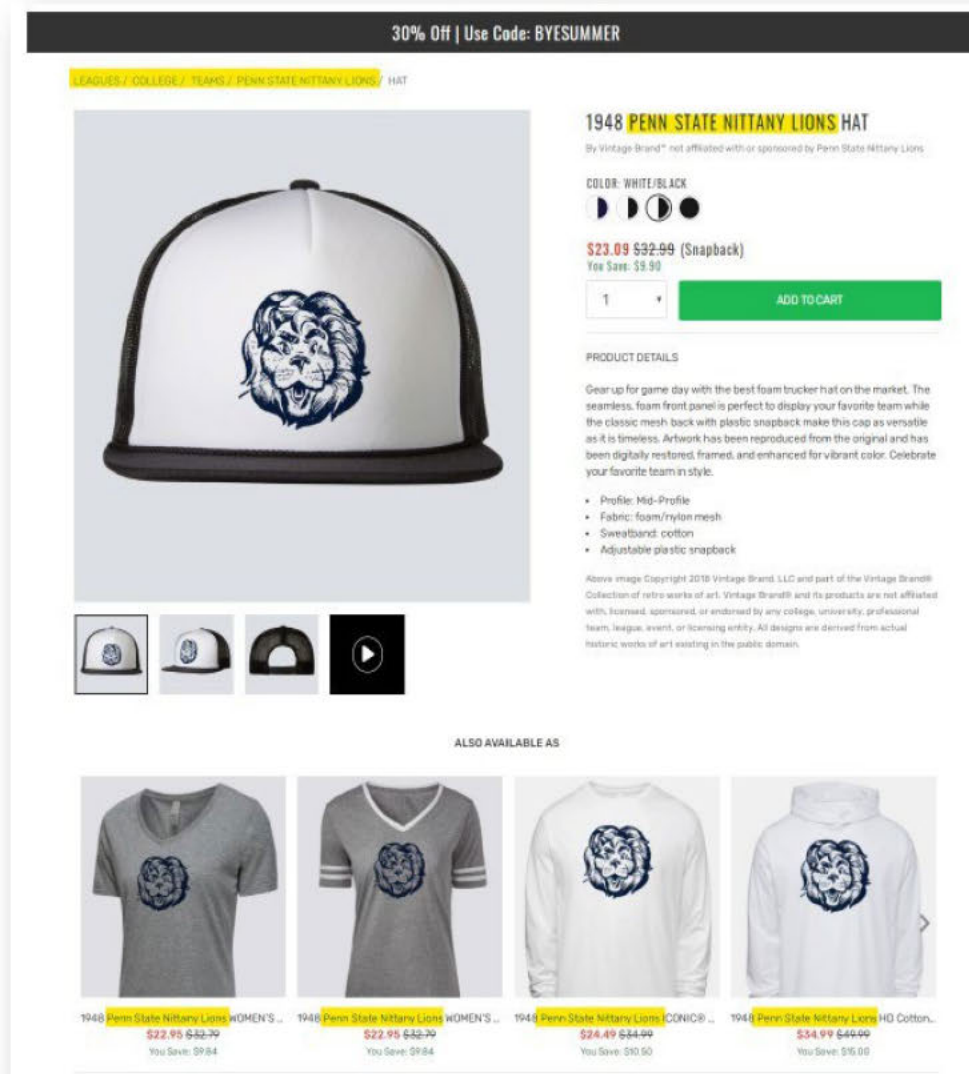 30% Off | Use Code: BYESUMMER
LEAGUES / COLLEGE / TEAMS / PENN STATE NITTANY LIONS / HAT
1948 PENN STATE NITTANY LIONS HAT
By Vintage Brand™ not affiliated with or sponsored by Penn State Nittany Lions
COLOR: WHITE/BLACK
$23.09 $32.99 (Snapback)
You Save: $9.90
1
ADD TO CART
PRODUCT DETAILS
Gear up for game day with the best foam trucker hat on the market. The
seamless, foam front panel is perfect to display your favorite team while
the classic mesh back with plastic snapback make this cap as versatile
as it is timeless. Artwork has been reproduced from the original and has
been digitally restored, framed, and enhanced for vibrant color. Celebrate
your favorite team in style.
• Profile: Mid-Profile
• Fabric: foam/nylon mesh
• Sweatband: cotton
• Adjustable plastic snapback
Above image Copyright 2018 Vintage Brand, LLC and part of the Vintage Brand®
Collection of retro works of art. Vintage Brand® and its products are not affiliated
with, licensed, sponsored, or endorsed by any college, university, professional
team, league, event, or licensing entity. All designs are derived from actual
historic works of art existing in the public domain.
ALSO AVAILABLE AS
1948 Penn State Nittany Lions WOMEN'S ...
$22.95 $32.79
You Save: $9.84
1948 Penn State Nittany Lions WOMEN'S ...
$22.95 $32.79
You Save: $9.84
1948 Penn State Nittany Lions ICONIC® ...
$24.49 $34.99
You Save: $10.50
1948 Penn State Nittany Lions HD Cotton...
$34.99 $49.99
You Save: $15.00